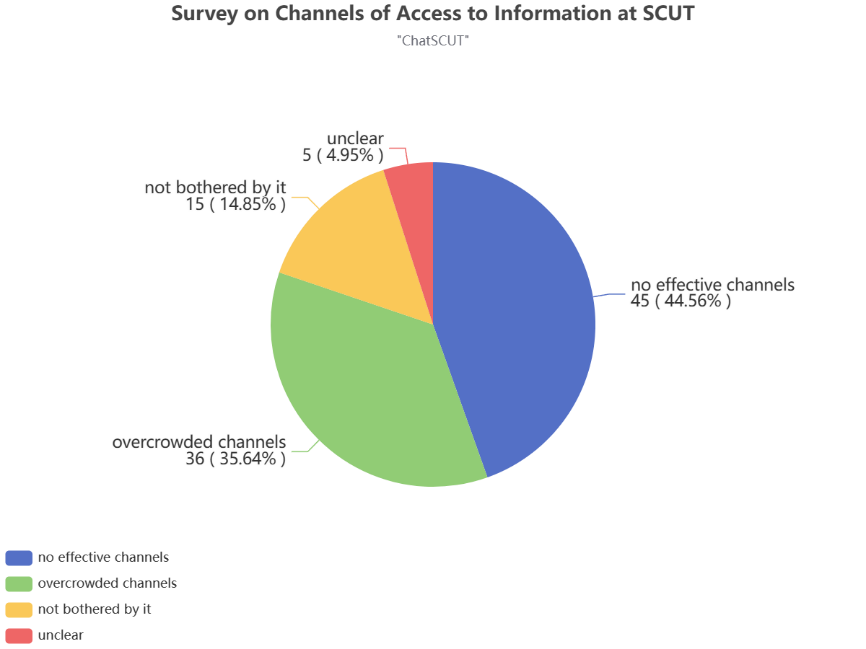 Survey on Channels of Access to Information at SCUT
"ChatSCUT"
unclear
5 ( 4.95% )
not bothered by it
15 ( 14.85% )
no effective channels
45 ( 44.56% )
overcrowded channels
36 ( 35.64% )
no effective channels
overcrowded channels
not bothered by it
unclear